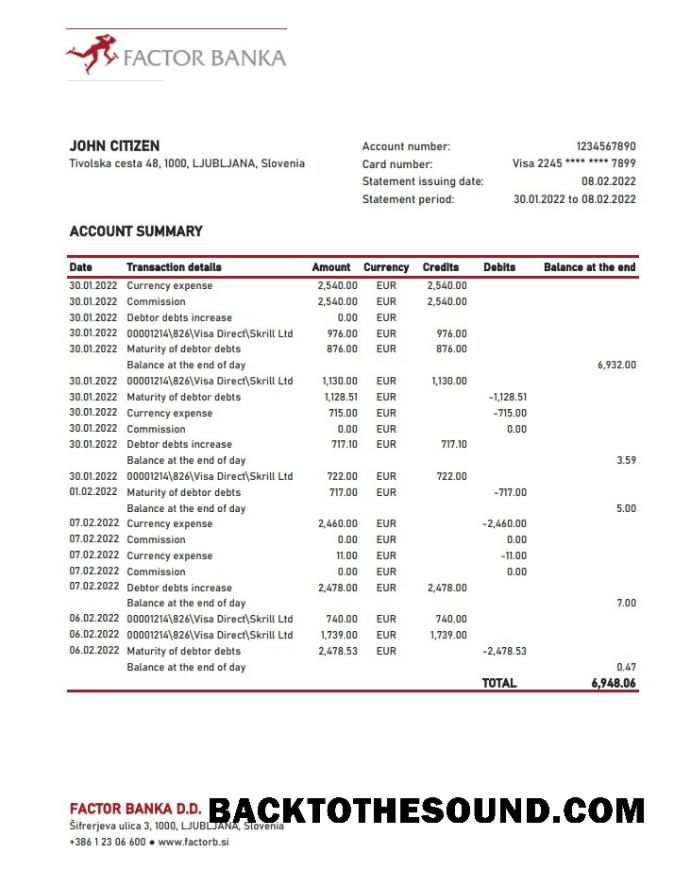 FACTOR BANKA
JOHN CITIZEN
Tivolska cesta 48, 1000, LJUBLJANA, Slovenia
Account number: 1234567890
Card number: Visa 2245 **** **** 7899
Statement issuing date: 08.02.2022
Statement period: 30.01.2022 to 08.02.2022
ACCOUNT SUMMARY
Date Transaction details Amount Currency Credits Debits Balance at the end
30.01.2022 Currency expense 2,540.00 EUR 2,540.00
30.01.2022 Commission 2,540.00 EUR 2,540.00
30.01.2022 Debtor debts increase 0.00 EUR
30.01.2022 00001214\826\Visa Direct\Skrill Ltd 976.00 EUR 976.00
30.01.2022 Maturity of debtor debts 876.00 EUR 876.00
Balance at the end of day 6,932.00
30.01.2022 00001214\826\Visa Direct\Skrill Ltd 1,130.00 EUR 1,130.00
30.01.2022 Maturity of debtor debts 1,128.51 EUR -1,128.51
30.01.2022 Currency expense 715.00 EUR -715.00
30.01.2022 Commission 0.00 EUR 0.00
30.01.2022 Debtor debts increase 717.10 EUR 717.10
Balance at the end of day 3.59
30.01.2022 00001214\826\Visa Direct\Skrill Ltd 722.00 EUR 722.00
01.02.2022 Maturity of debtor debts 717.00 EUR -717.00
Balance at the end of day 5.00
07.02.2022 Currency expense 2,460.00 EUR -2,460.00
07.02.2022 Commission 0.00 EUR 0.00
07.02.2022 Currency expense 11.00 EUR -11.00
07.02.2022 Commission 0.00 EUR 0.00
07.02.2022 Debtor debts increase 2,478.00 EUR 2,478.00
Balance at the end of day 7.00
06.02.2022 00001214\826\Visa Direct\Skrill Ltd 740.00 EUR 740.00
06.02.2022 00001214\826\Visa Direct\Skrill Ltd 1,739.00 EUR 1,739.00
06.02.2022 Maturity of debtor debts 2,478.53 EUR -2,478.53
Balance at the end of day 0.47
TOTAL 6,948.06
FACTOR BANKA D.D. BACKTOTHESOUND.COM
Šifrerjeva ulica 3, 1000, LJUBLJANA, Slovenia
+386 1 23 06 600 ● www.factorb.si